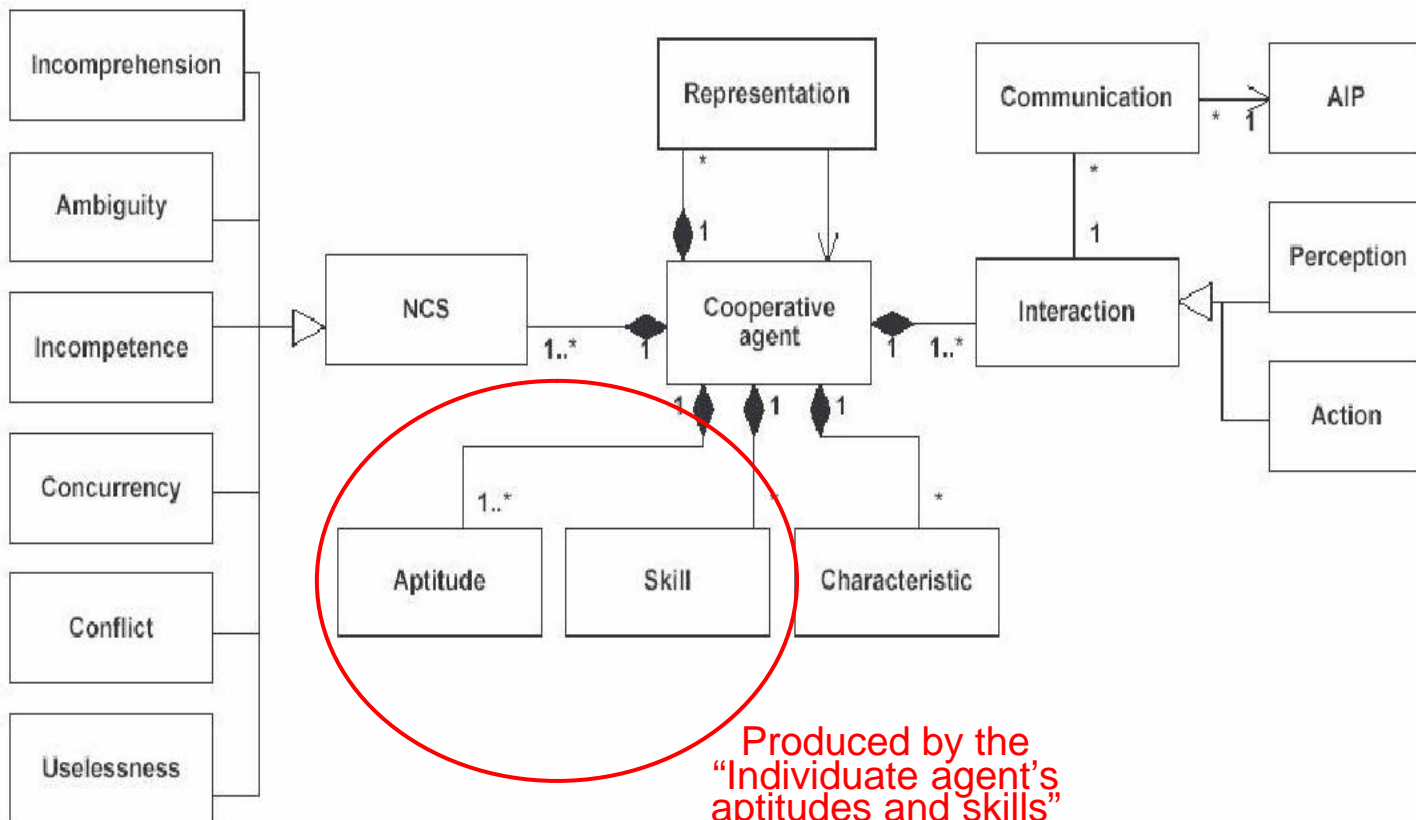 Incomprehension
Ambiguity
Incompetence
Concurrency
Conflict
Uselessness
NCS
1..*
1
Representation
*
1
Cooperative
agent
1
1..*
Interaction
1
*
Communication
*
1
AIP
Perception
Action
1
1
1
1..*
*
*
Aptitude
Skill
Characteristic
Produced by the
“Individuate agent’s
aptitudes and skills”